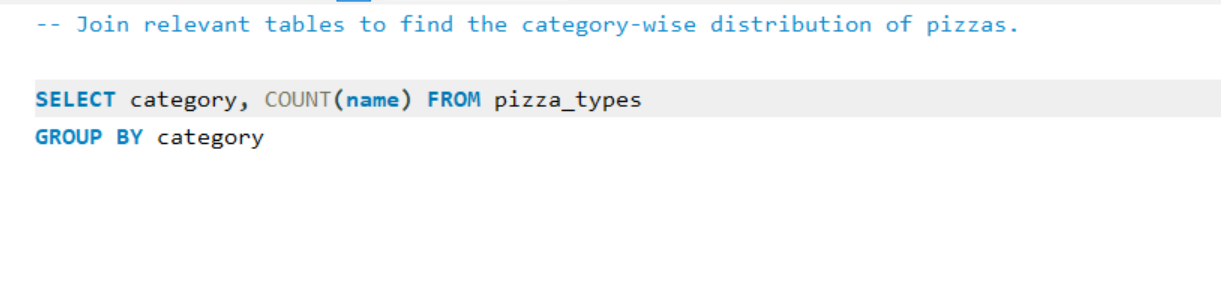 -- Join relevant tables to find the category-wise distribution of pizzas.
SELECT category, COUNT(name) FROM pizza_types
GROUP BY category